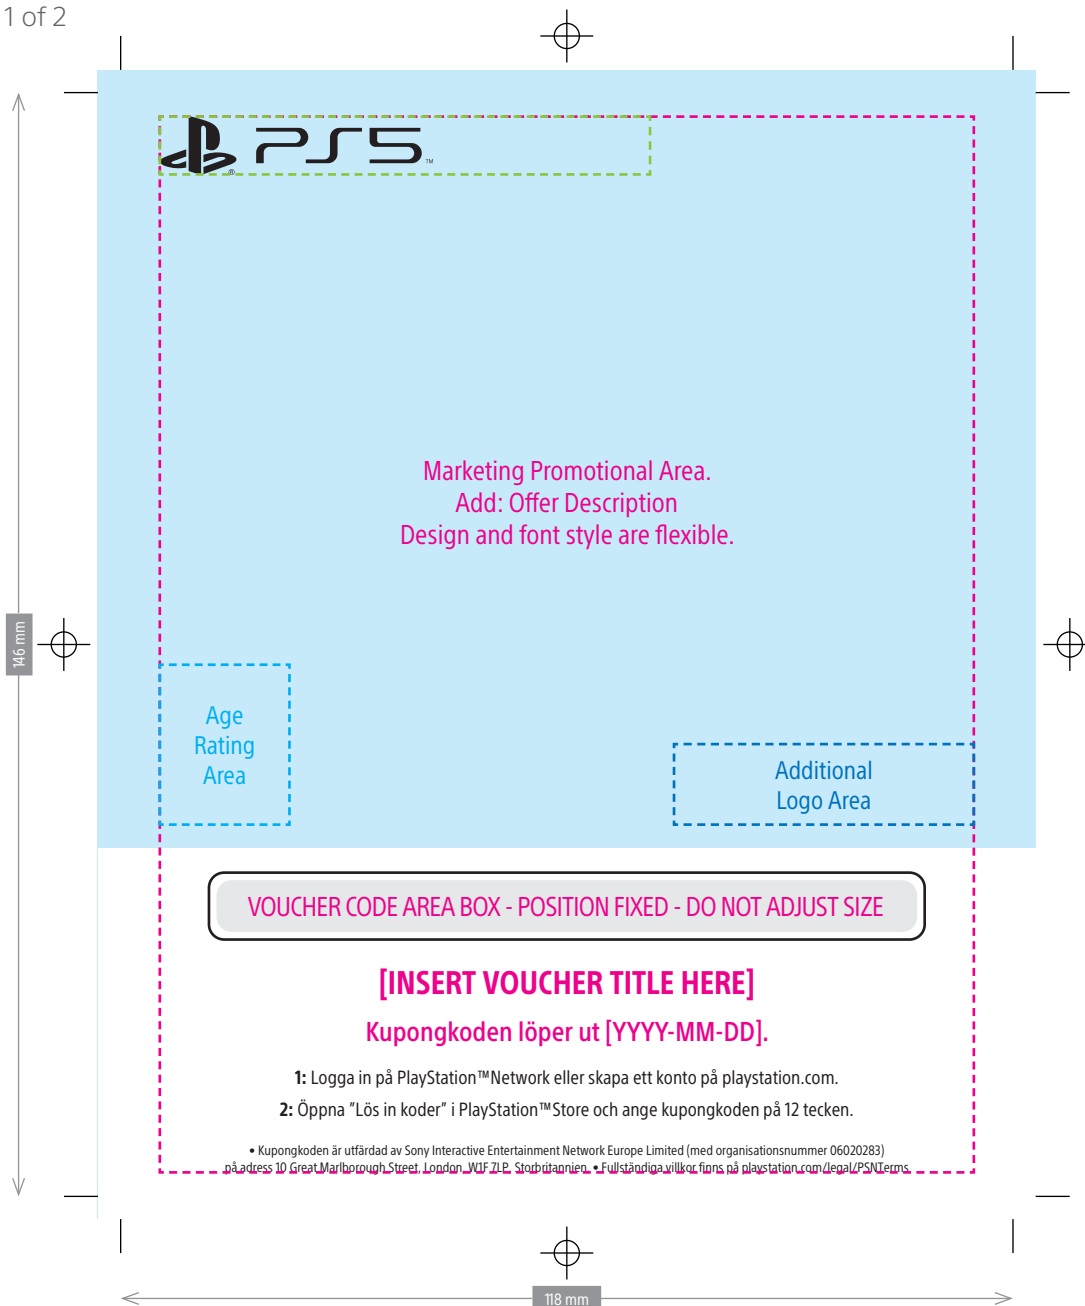 1 of 2
PS5™
®
Marketing Promotional Area.
Add: Offer Description
Design and font style are flexible.
146 mm
Age
Rating
Area
Additional
Logo Area
VOUCHER CODE AREA BOX - POSITION FIXED - DO NOT ADJUST SIZE
[INSERT VOUCHER TITLE HERE]
Kupongkoden löper ut [YYYY-MM-DD].
1: Logga in på PlayStation™Network eller skapa ett konto på playstation.com.
2: Öppna ”Lös in koder” i PlayStation™Store och ange kupongkoden på 12 tecken.
• Kupongkoden är utfärdad av Sony Interactive Entertainment Network Europe Limited (med organisationsnummer 06020283)
på adress 10 Great Marlborough Street, London, W1F 7LP, Storbritannien. • Fullständiga villkor finns på playstation.com/legal/PSNTerms.
118 mm